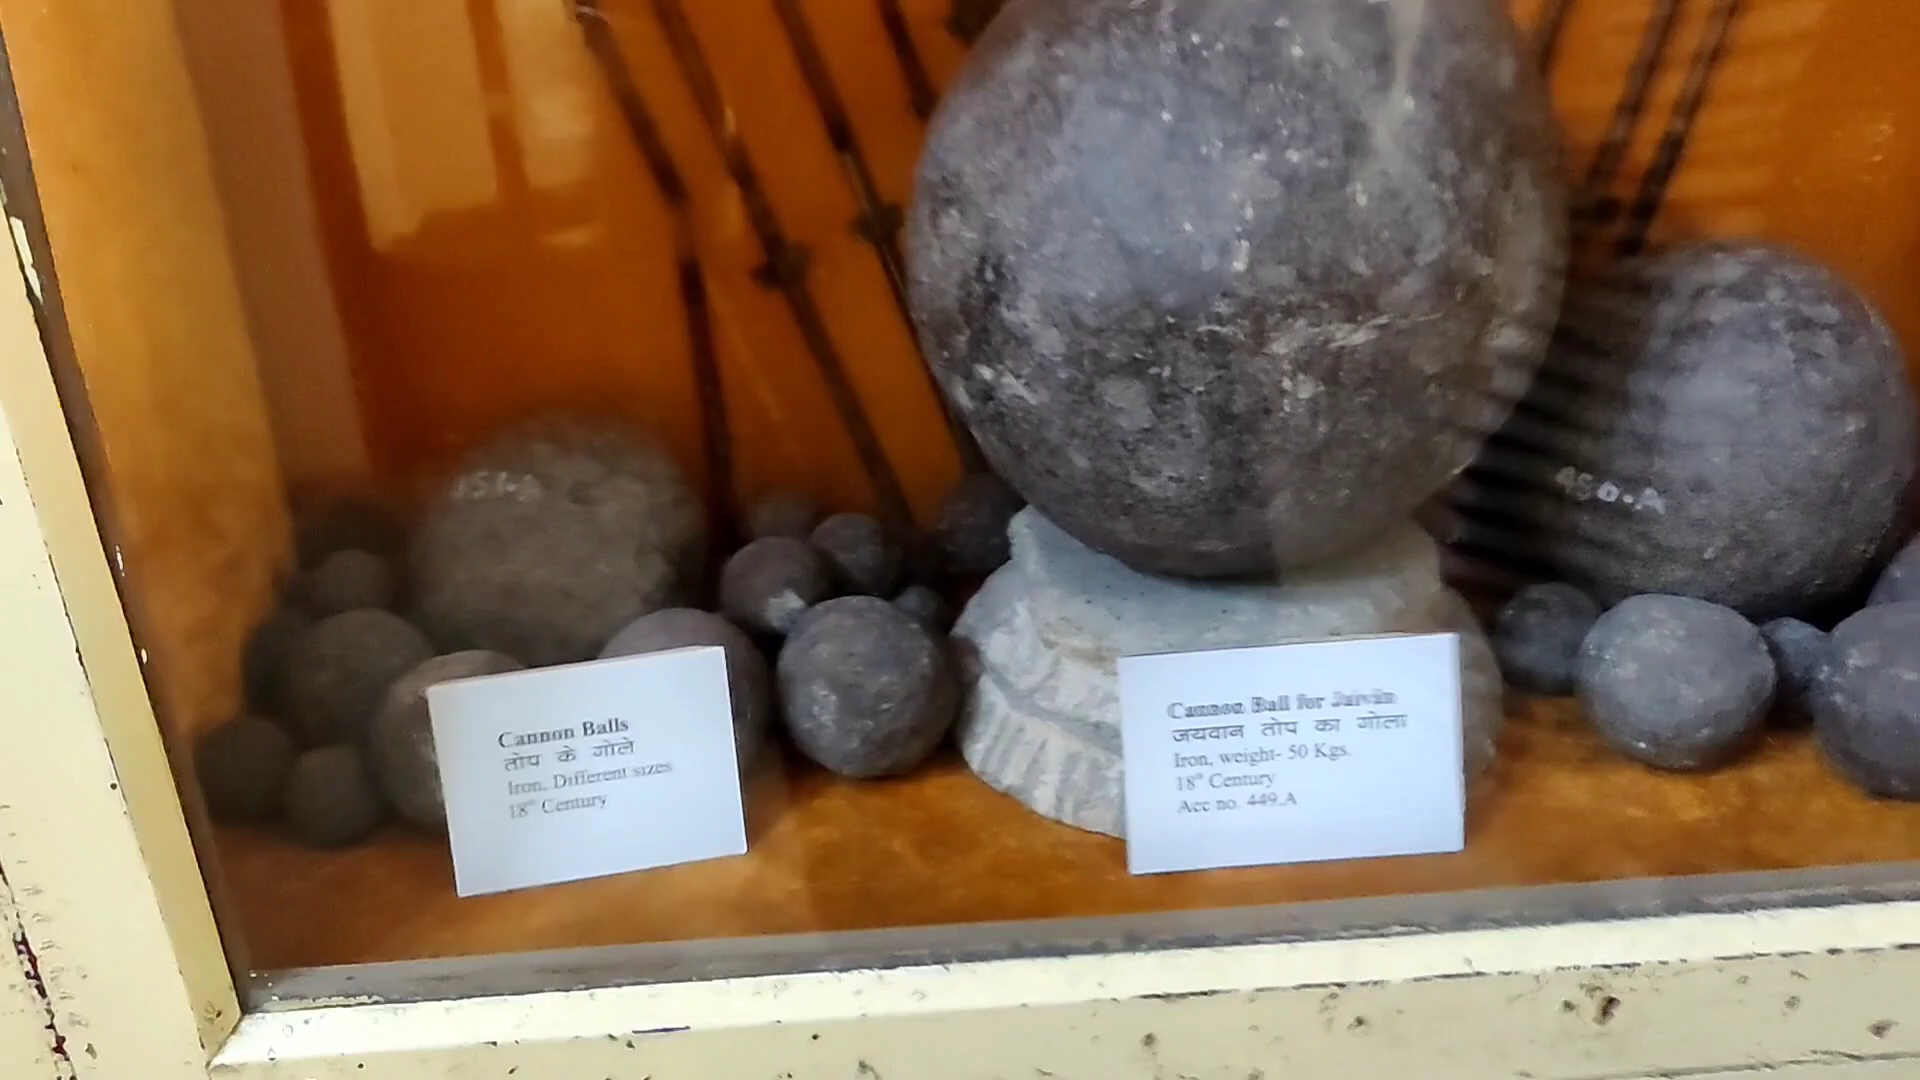 451-A
450-A
Cannon Balls
तोप के गोले
Iron, Different sizes
18th Century
Cannon Ball for Jaivan
जयवान तोप का गोला
Iron, weight- 50 Kgs.
18th Century
Acc no. 449.A